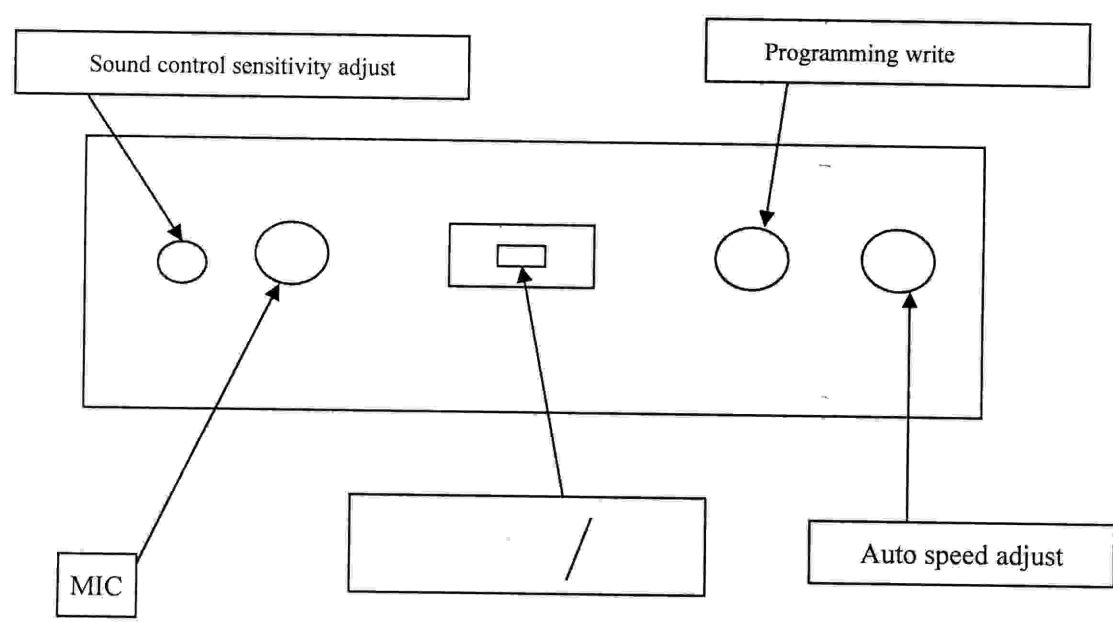 Sound control sensitivity adjust
Programming write
/
MIC
Auto speed adjust